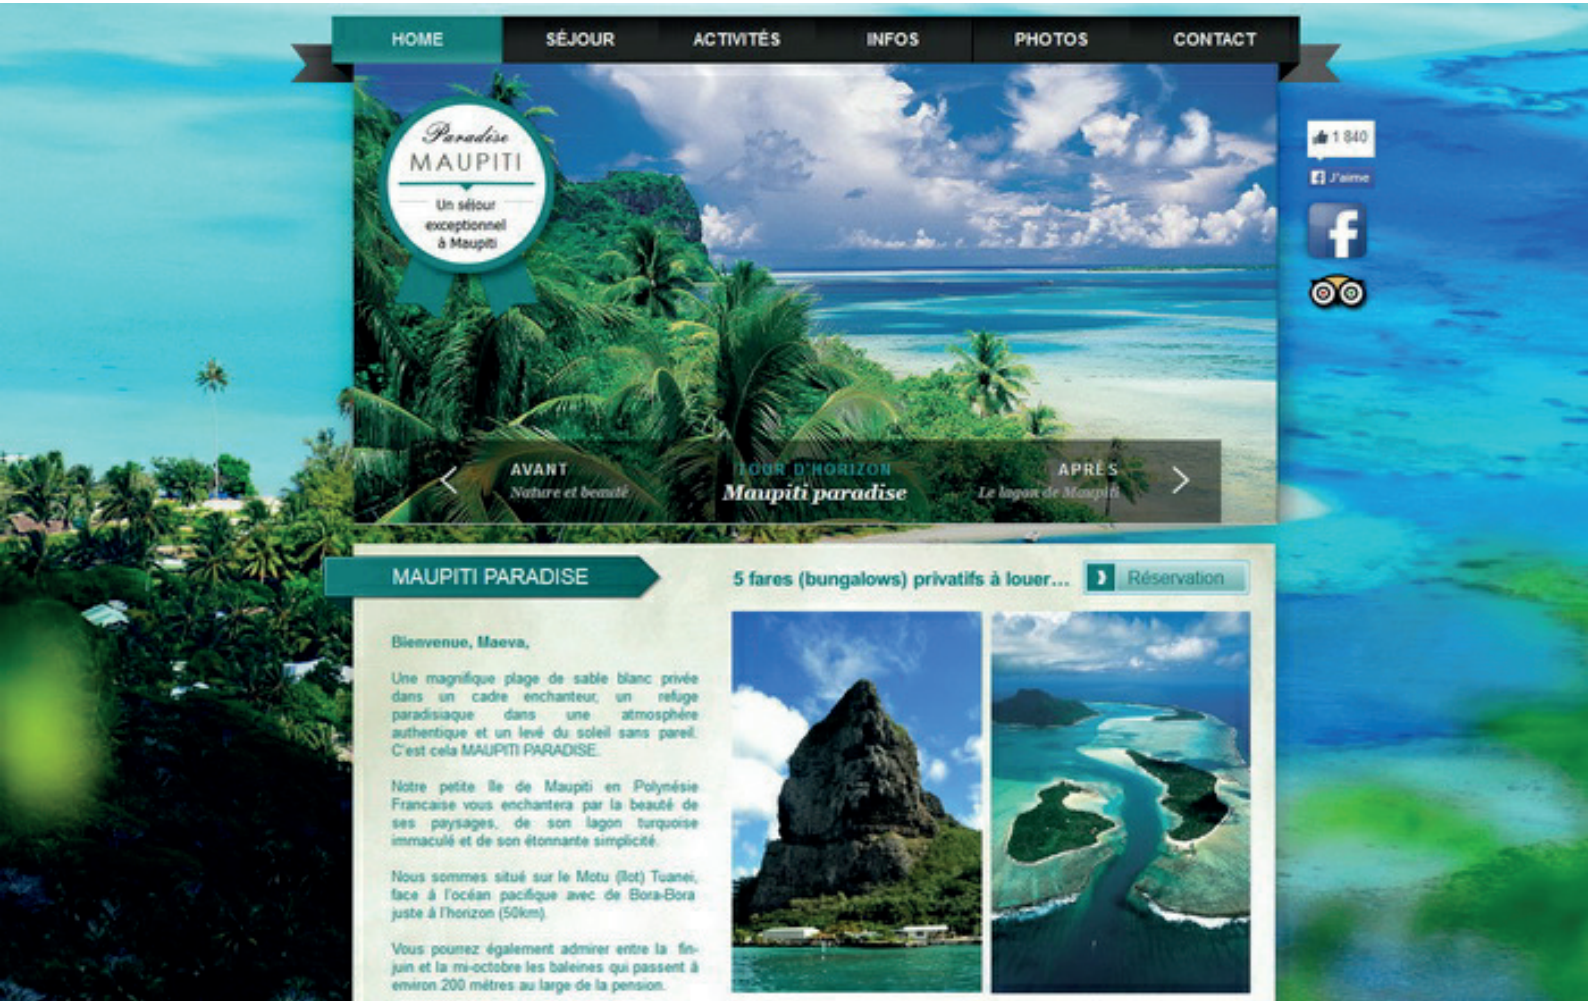 HOME SÉJOUR ACTIVITÉS INFOS PHOTOS CONTACT
Paradise
MAUPITI
Un séjour
exceptionnel
à Maupiti
1 840
J'aime
AVANT
Nature et beauté
TOUR D'HORIZON
Maupiti paradise
APRÈS
Le lagon de Maupiti
MAUPITI PARADISE
5 fares (bungalows) privatifs à louer...
Réservation
Bienvenue, Maeva,
Une magnifique plage de sable blanc privée
dans un cadre enchanteur, un refuge
paradisiaque dans une atmosphère
authentique et un levé du soleil sans pareil.
C'est cela MAUPITI PARADISE.
Notre petite île de Maupiti en Polynésie
Francaise vous enchantera par la beauté de
ses paysages, de son lagon turquoise
immaculé et de son étonnante simplicité.
Nous sommes situé sur le Motu (îlot) Tuanei,
face à l'océan pacifique avec de Bora-Bora
juste à l'horizon (50km).
Vous pourrez également admirer entre la fin-
juin et la mi-octobre les baleines qui passent à
environ 200 mètres au large de la pension.